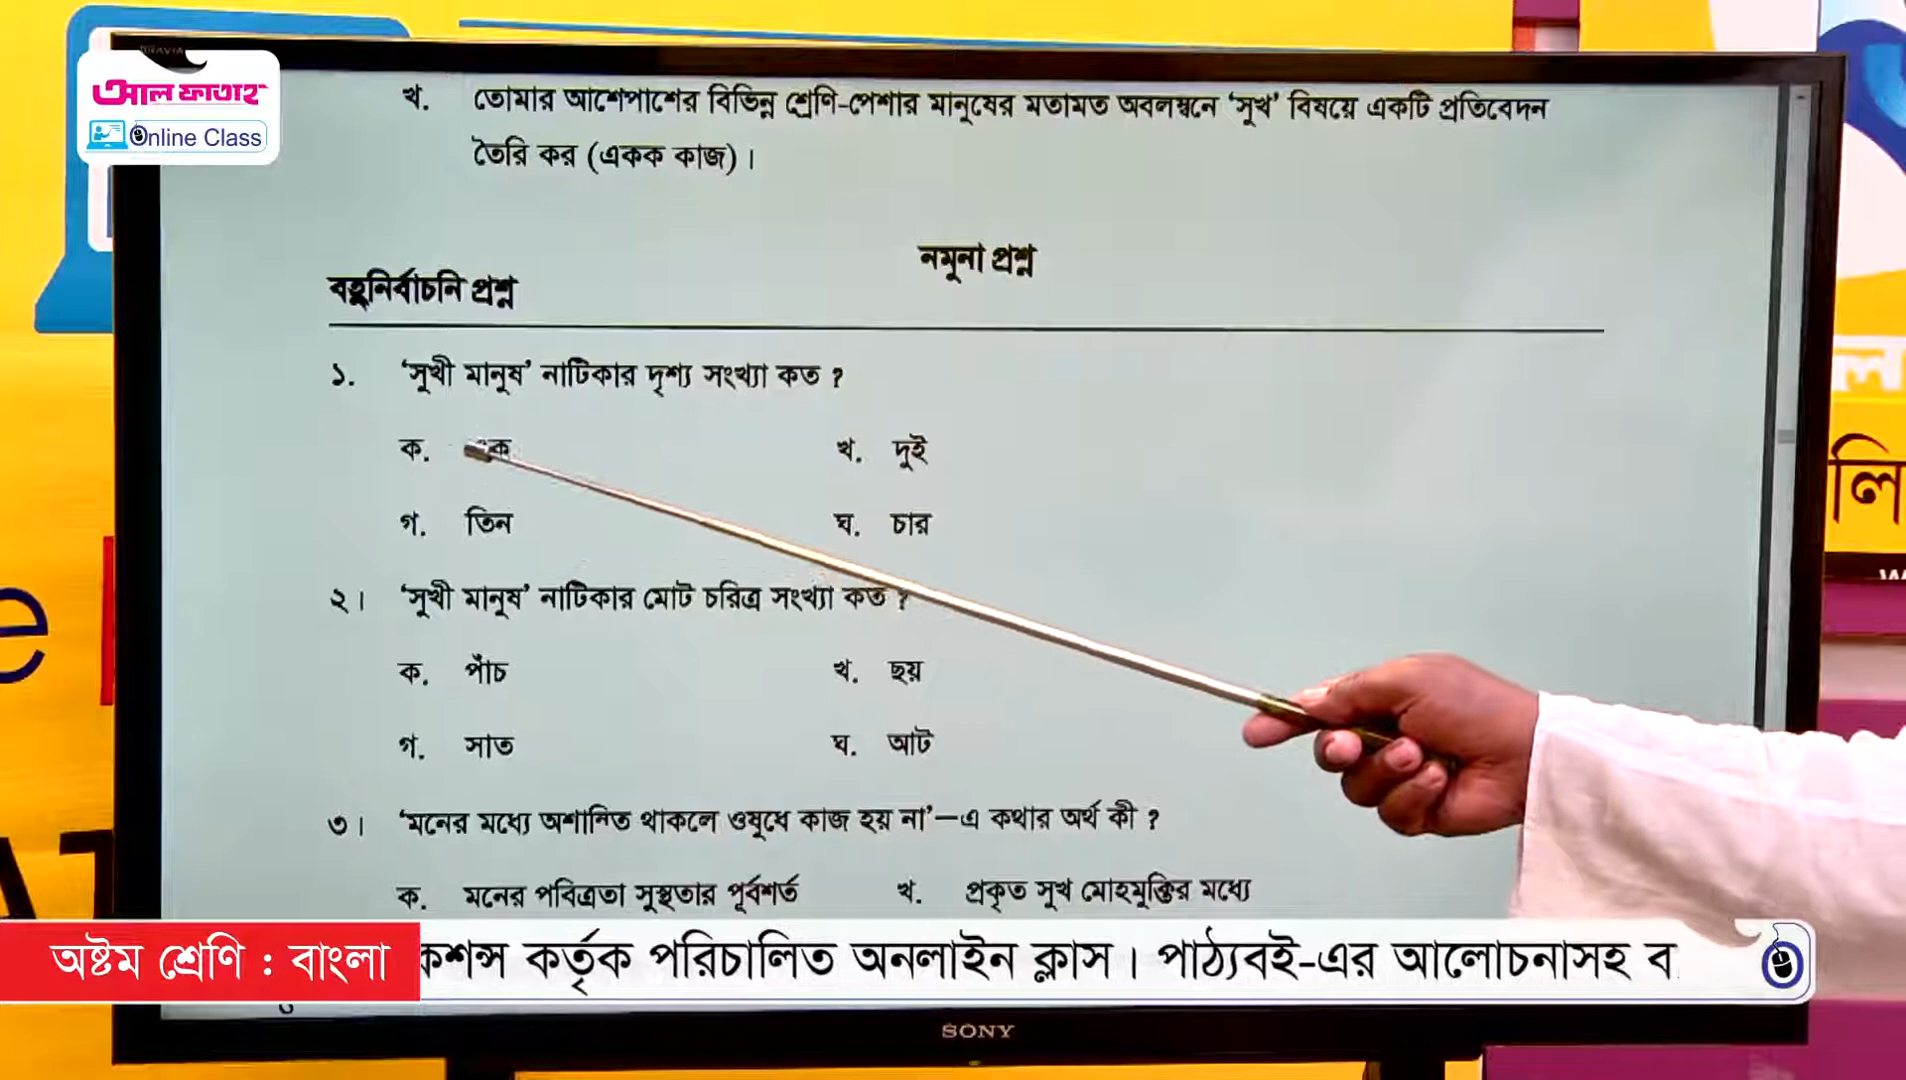 BRAVIA
আল ফাতাহ
Online Class
খ. তোমার আশেপাশের বিভিন্ন শ্রেণি-পেশার মানুষের মতামত অবলম্বনে ‘সুখ’ বিষয়ে একটি প্রতিবেদন
তৈরি কর (একক কাজ)।
নমুনা প্রশ্ন
বহুনির্বাচনি প্রশ্ন
১. ‘সুখী মানুষ’ নাটিকার দৃশ্য সংখ্যা কত ?
ক. খ. দুই
গ. তিন ঘ. চার
২। ‘সুখী মানুষ’ নাটিকার মোট চরিত্র সংখ্যা কত ?
ক. পাঁচ খ. ছয়
গ. সাত ঘ. আট
৩। ‘মনের মধ্যে অশান্তি থাকলে ওষুধে কাজ হয় না’—এ কথার অর্থ কী ?
ক. মনের পবিত্রতা সুস্থতার পূর্বশর্ত খ. প্রকৃত সুখ মোহমুক্তির মধ্যে
অষ্টম শ্রেণি : বাংলা
কশন্স কর্তৃক পরিচালিত অনলাইন ক্লাস। পাঠ্যবই-এর আলোচনাসহ ব
SONY